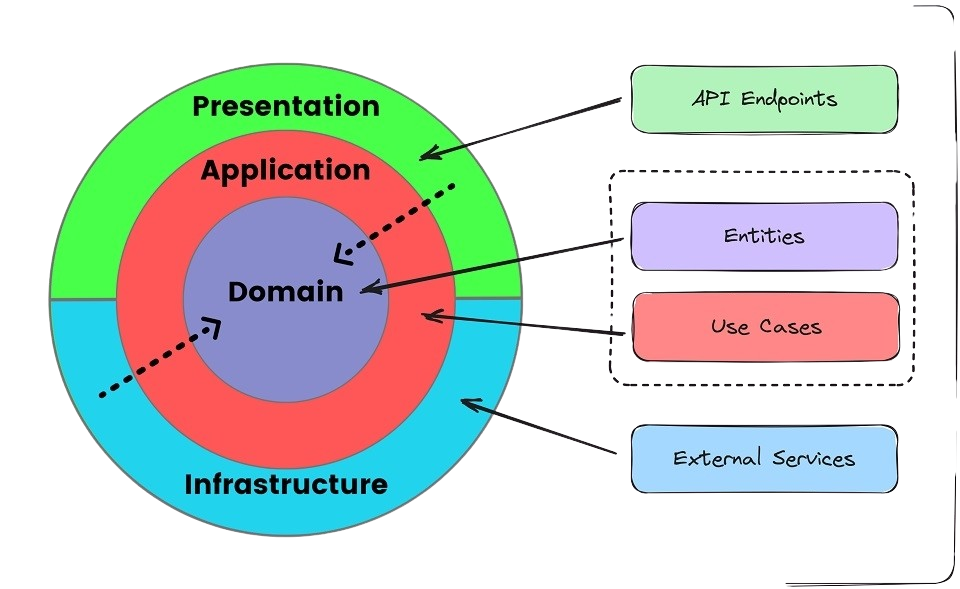 Presentation
Application
Domain
Infrastructure
API Endpoints
Entities
Use Cases
External Services